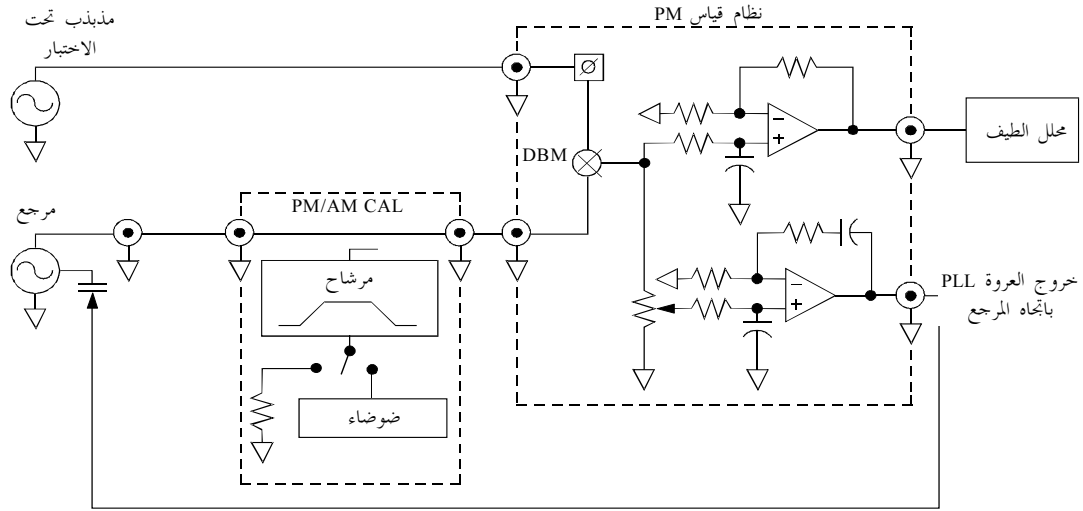 نظام قياس PM
مذبذب تحت
الاختبار
Ø
DBM
محلل الطيف
مرجع
PM/AM CAL
مرشاح
ضوضاء
خروج العروة PLL
باتجاه المرجع